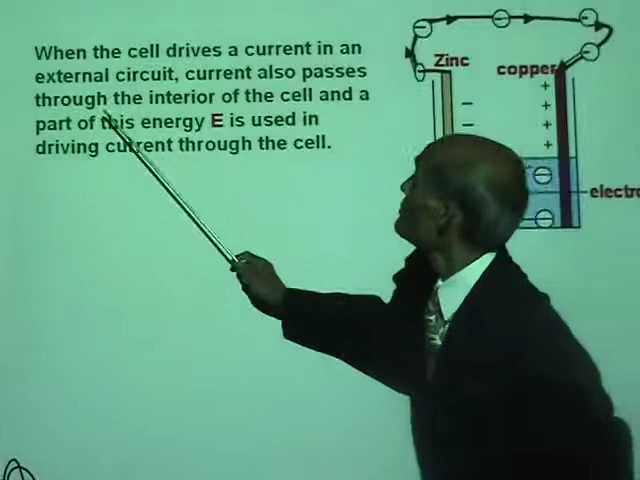 When the cell drives a current in an
external circuit, current also passes
through the interior of the cell and a
part of this energy E is used in
driving current through the cell.
Zinc
copper
electro